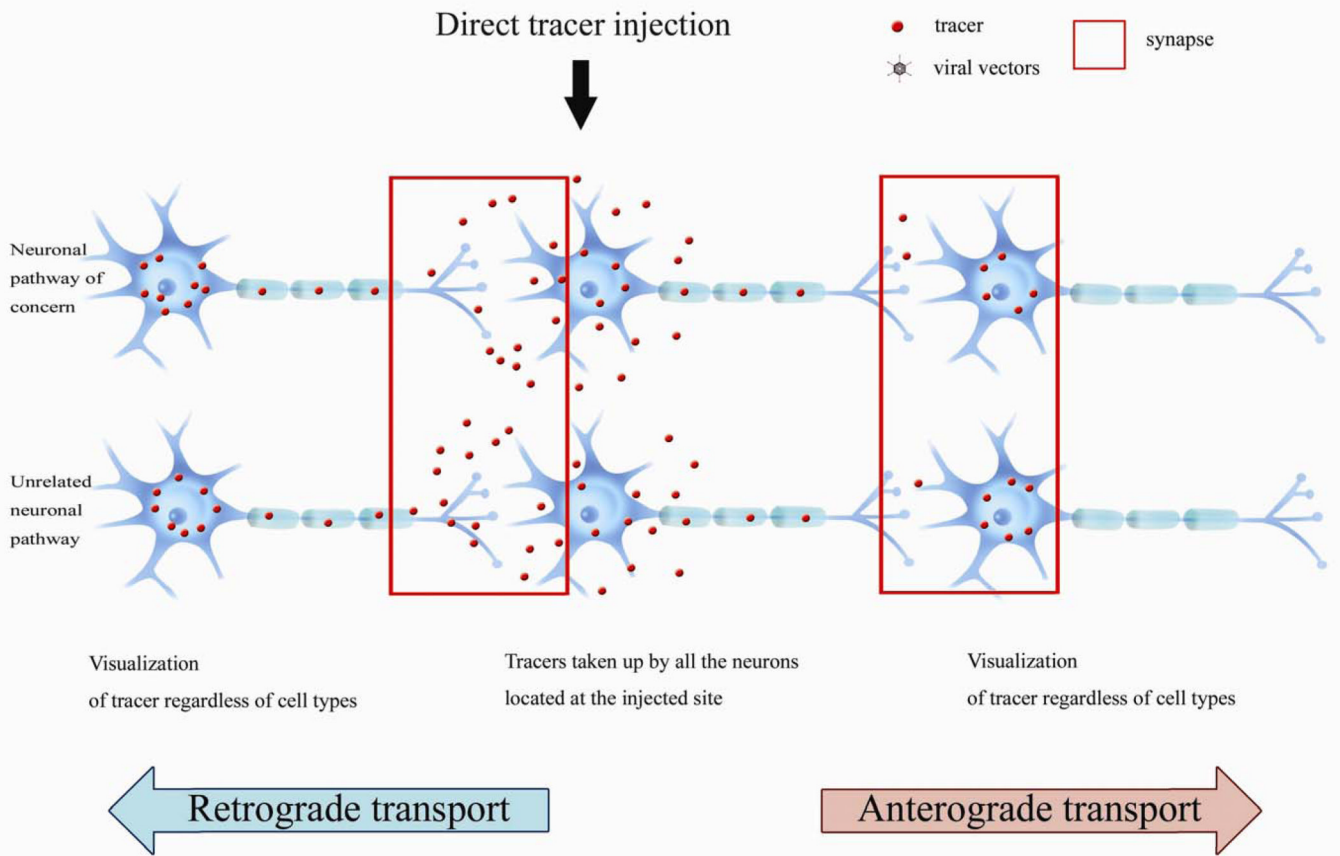 Direct tracer injection
tracer
viral vectors
synapse
Neuronal
pathway of
concern
Unrelated
neuronal
pathway
Visualization
of tracer regardless of cell types
Tracers taken up by all the neurons
located at the injected site
Visualization
of tracer regardless of cell types
Retrograde transport
Anterograde transport